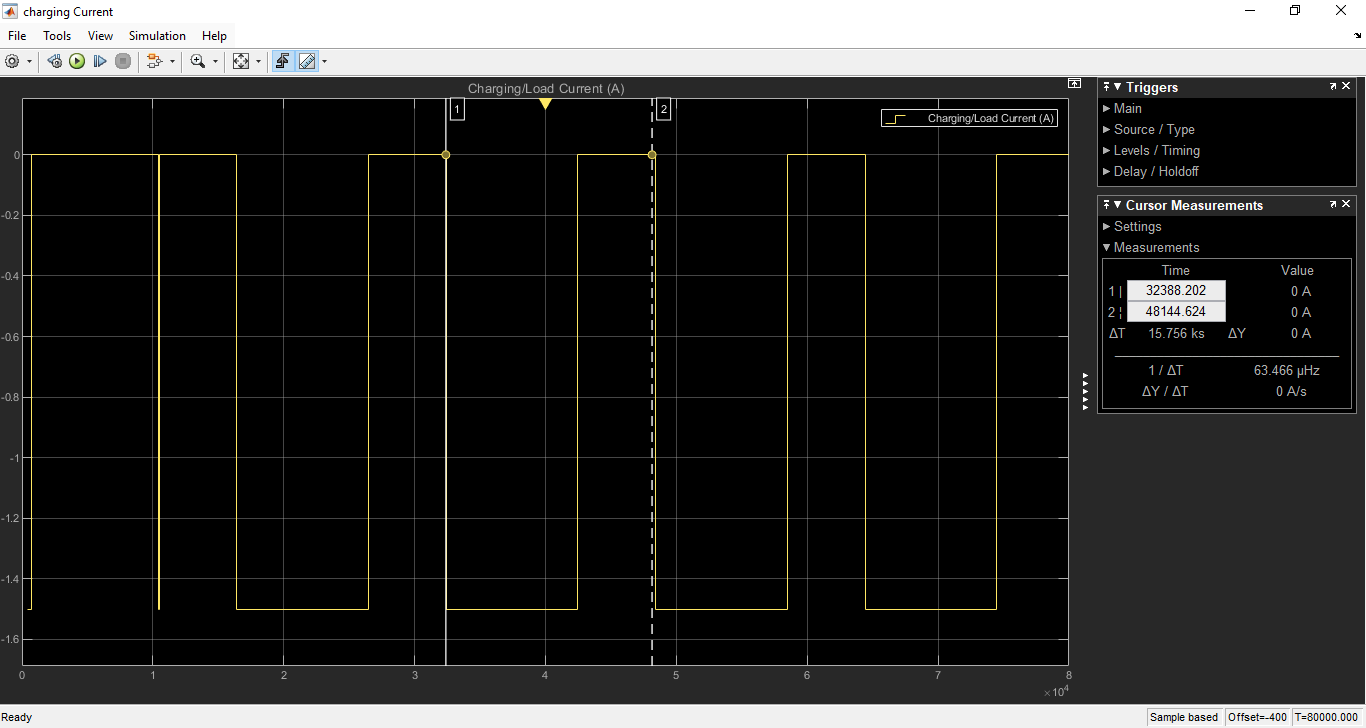 charging Current
File Tools View Simulation Help
Charging/Load Current (A)
1
2
Charging/Load Current (A)
0
-0.2
-0.4
-0.6
-0.8
-1
-1.2
-1.4
-1.6
0 1 2 3 4 5 6 7 8
×10⁴
Triggers
Main
Source / Type
Levels / Timing
Delay / Holdoff
Cursor Measurements
Settings
Measurements
Time Value
1 | 32388.202 0 A
2 ¦ 48144.624 0 A
ΔT 15.756 ks ΔY 0 A
1 / ΔT 63.466 µHz
ΔY / ΔT 0 A/s
Ready
Sample based Offset=-400 T=80000.000